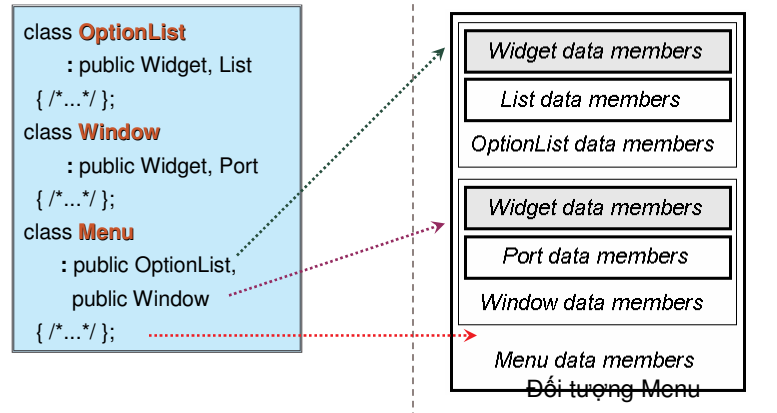 class OptionList
: public Widget, List
{ /*...*/ };
class Window
: public Widget, Port
{ /*...*/ };
class Menu
: public OptionList,
public Window
{ /*...*/ };
Widget data members
List data members
OptionList data members
Widget data members
Port data members
Window data members
Menu data members
Đối tượng Menu